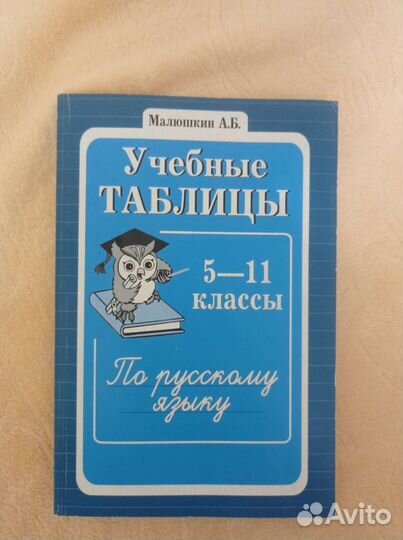 Малюшкин А.Б.
Учебные
ТАБЛИЦЫ
5—11
классы
По русскому
языку
Avito